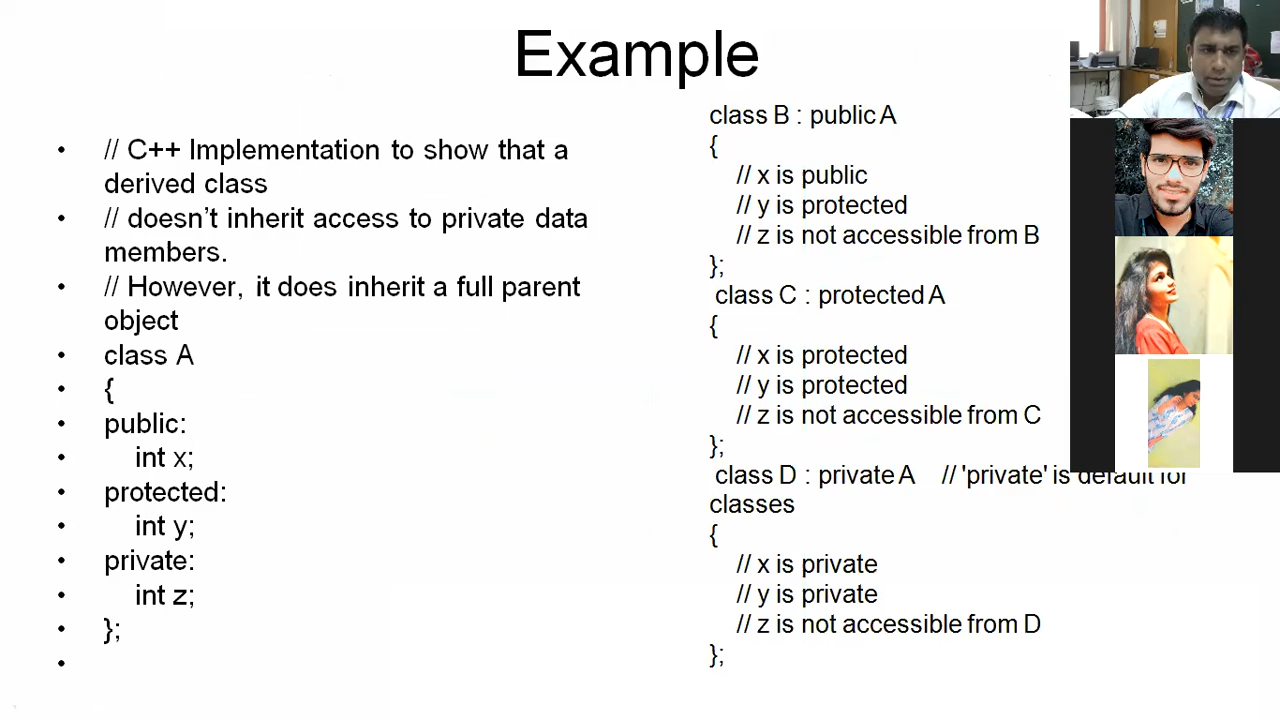 Example
• // C++ Implementation to show that a
derived class
• // doesn’t inherit access to private data
members.
• // However, it does inherit a full parent
object
• class A
• {
• public:
• int x;
• protected:
• int y;
• private:
• int z;
• };
•
class B : public A
{
// x is public
// y is protected
// z is not accessible from B
};
class C : protected A
{
// x is protected
// y is protected
// z is not accessible from C
};
class D : private A // 'private' is default for
classes
{
// x is private
// y is private
// z is not accessible from D
};